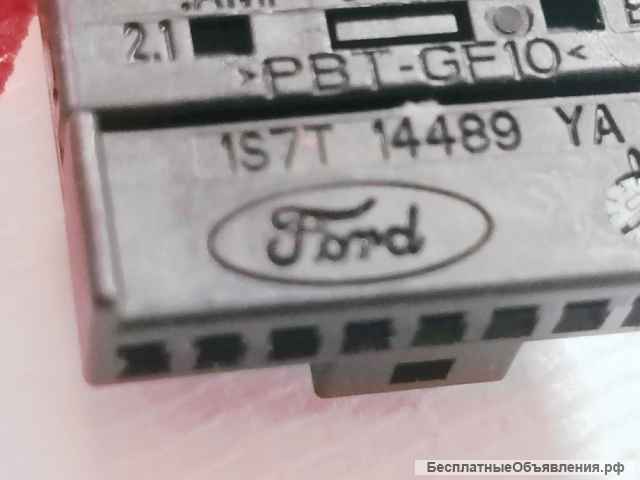 2.1
>PBT-GF10<
1S7T 14489 YA
Ford
БесплатныеОбъявления.рф